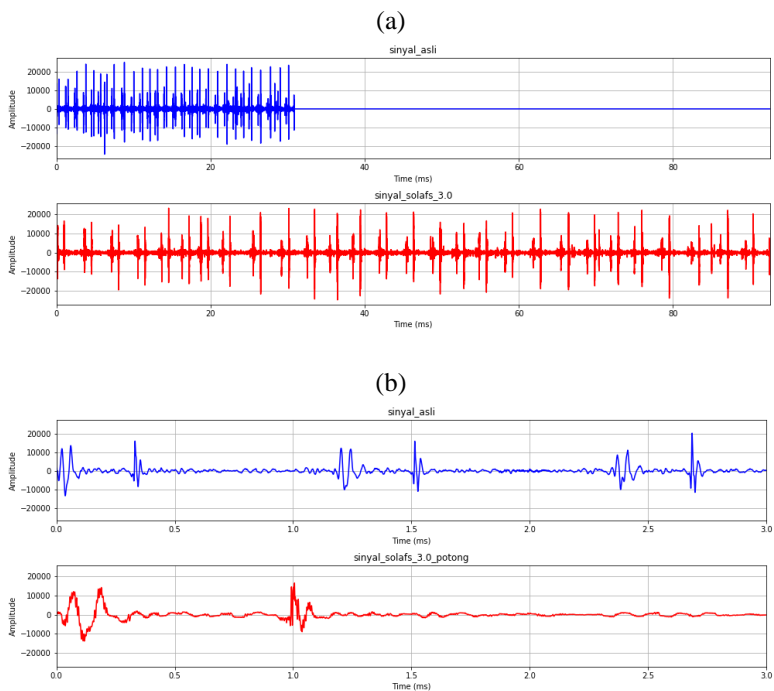 (a)
sinyal_asli
20000
10000
0
−10000
−20000
Amplitude
0 20 40 60 80
Time (ms)
sinyal_solafs_3.0
20000
10000
0
−10000
−20000
Amplitude
0 20 40 60 80
Time (ms)
(b)
sinyal_asli
20000
10000
0
−10000
−20000
Amplitude
0.0 0.5 1.0 1.5 2.0 2.5 3.0
Time (ms)
sinyal_solafs_3.0_potong
20000
10000
0
−10000
−20000
Amplitude
0.0 0.5 1.0 1.5 2.0 2.5 3.0
Time (ms)